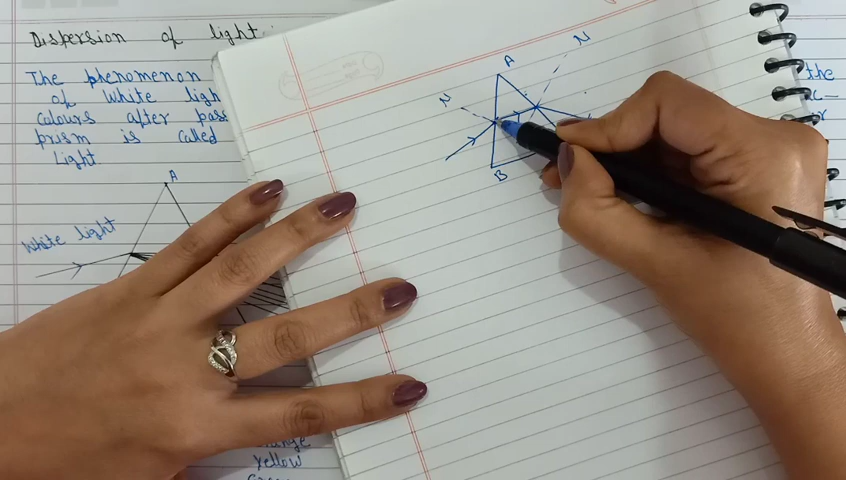 Dispersion of light
The phenomenon
of White ligh
colours after pass
prism is called
Light
A
White light
yellow
N
A
N
B
the